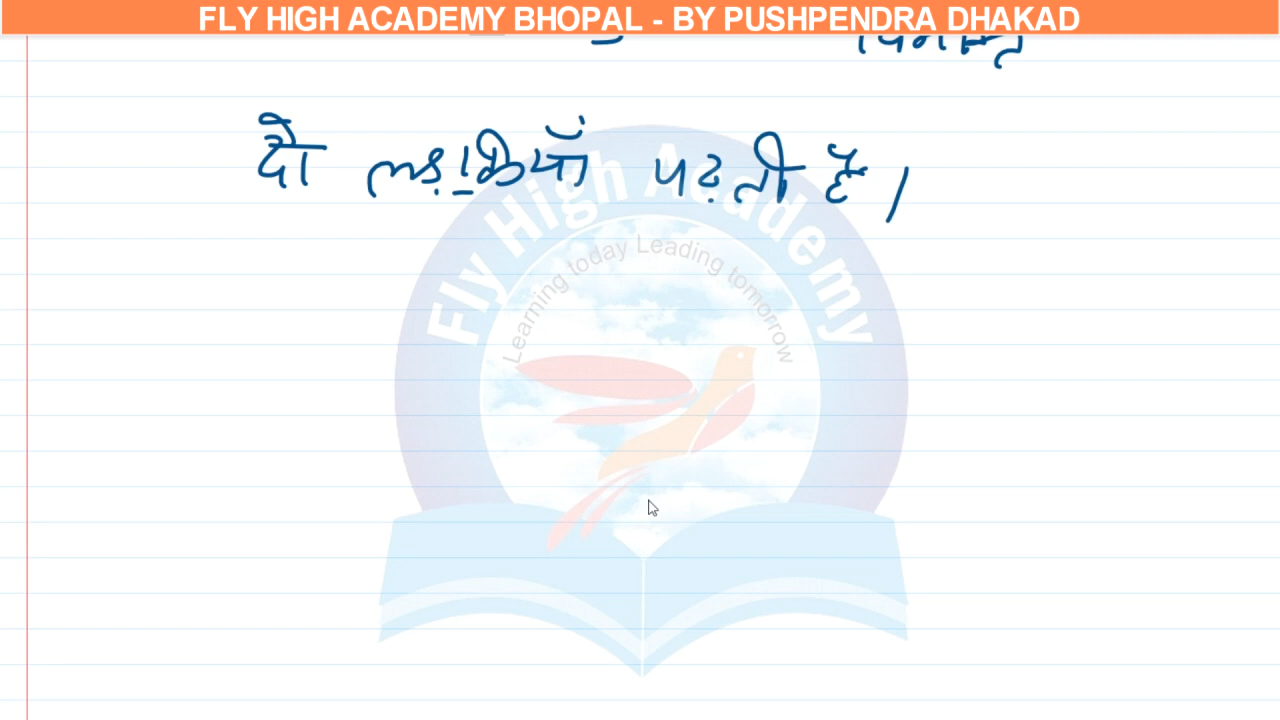 FLY HIGH ACADEMY BHOPAL - BY PUSHPENDRA DHAKAD
दो लड़कियाँ पढ़ती है।
Fly High Academy
Learning today Leading tomorrow